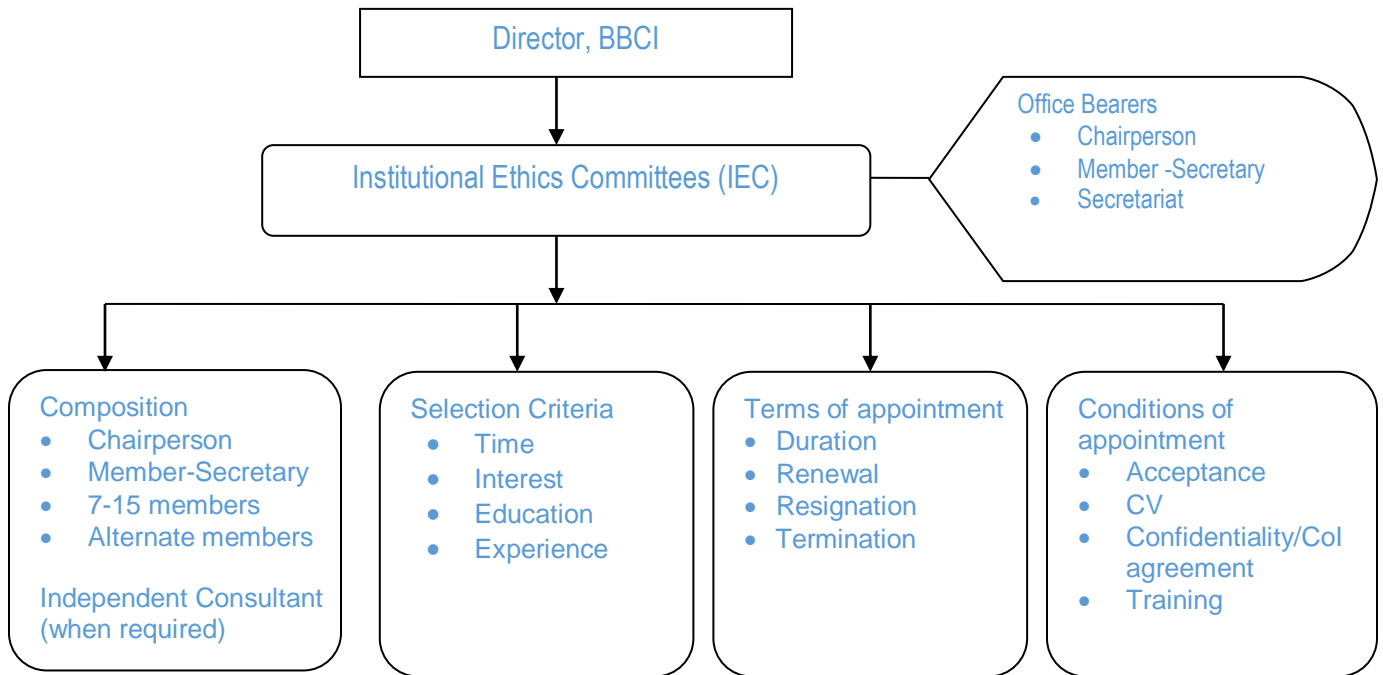 Director, BBCI
Institutional Ethics Committees (IEC)
Office Bearers
• Chairperson
• Member -Secretary
• Secretariat
Composition
• Chairperson
• Member-Secretary
• 7-15 members
• Alternate members
Independent Consultant
(when required)
Selection Criteria
• Time
• Interest
• Education
• Experience
Terms of appointment
• Duration
• Renewal
• Resignation
• Termination
Conditions of
appointment
• Acceptance
• CV
• Confidentiality/CoI
agreement
• Training